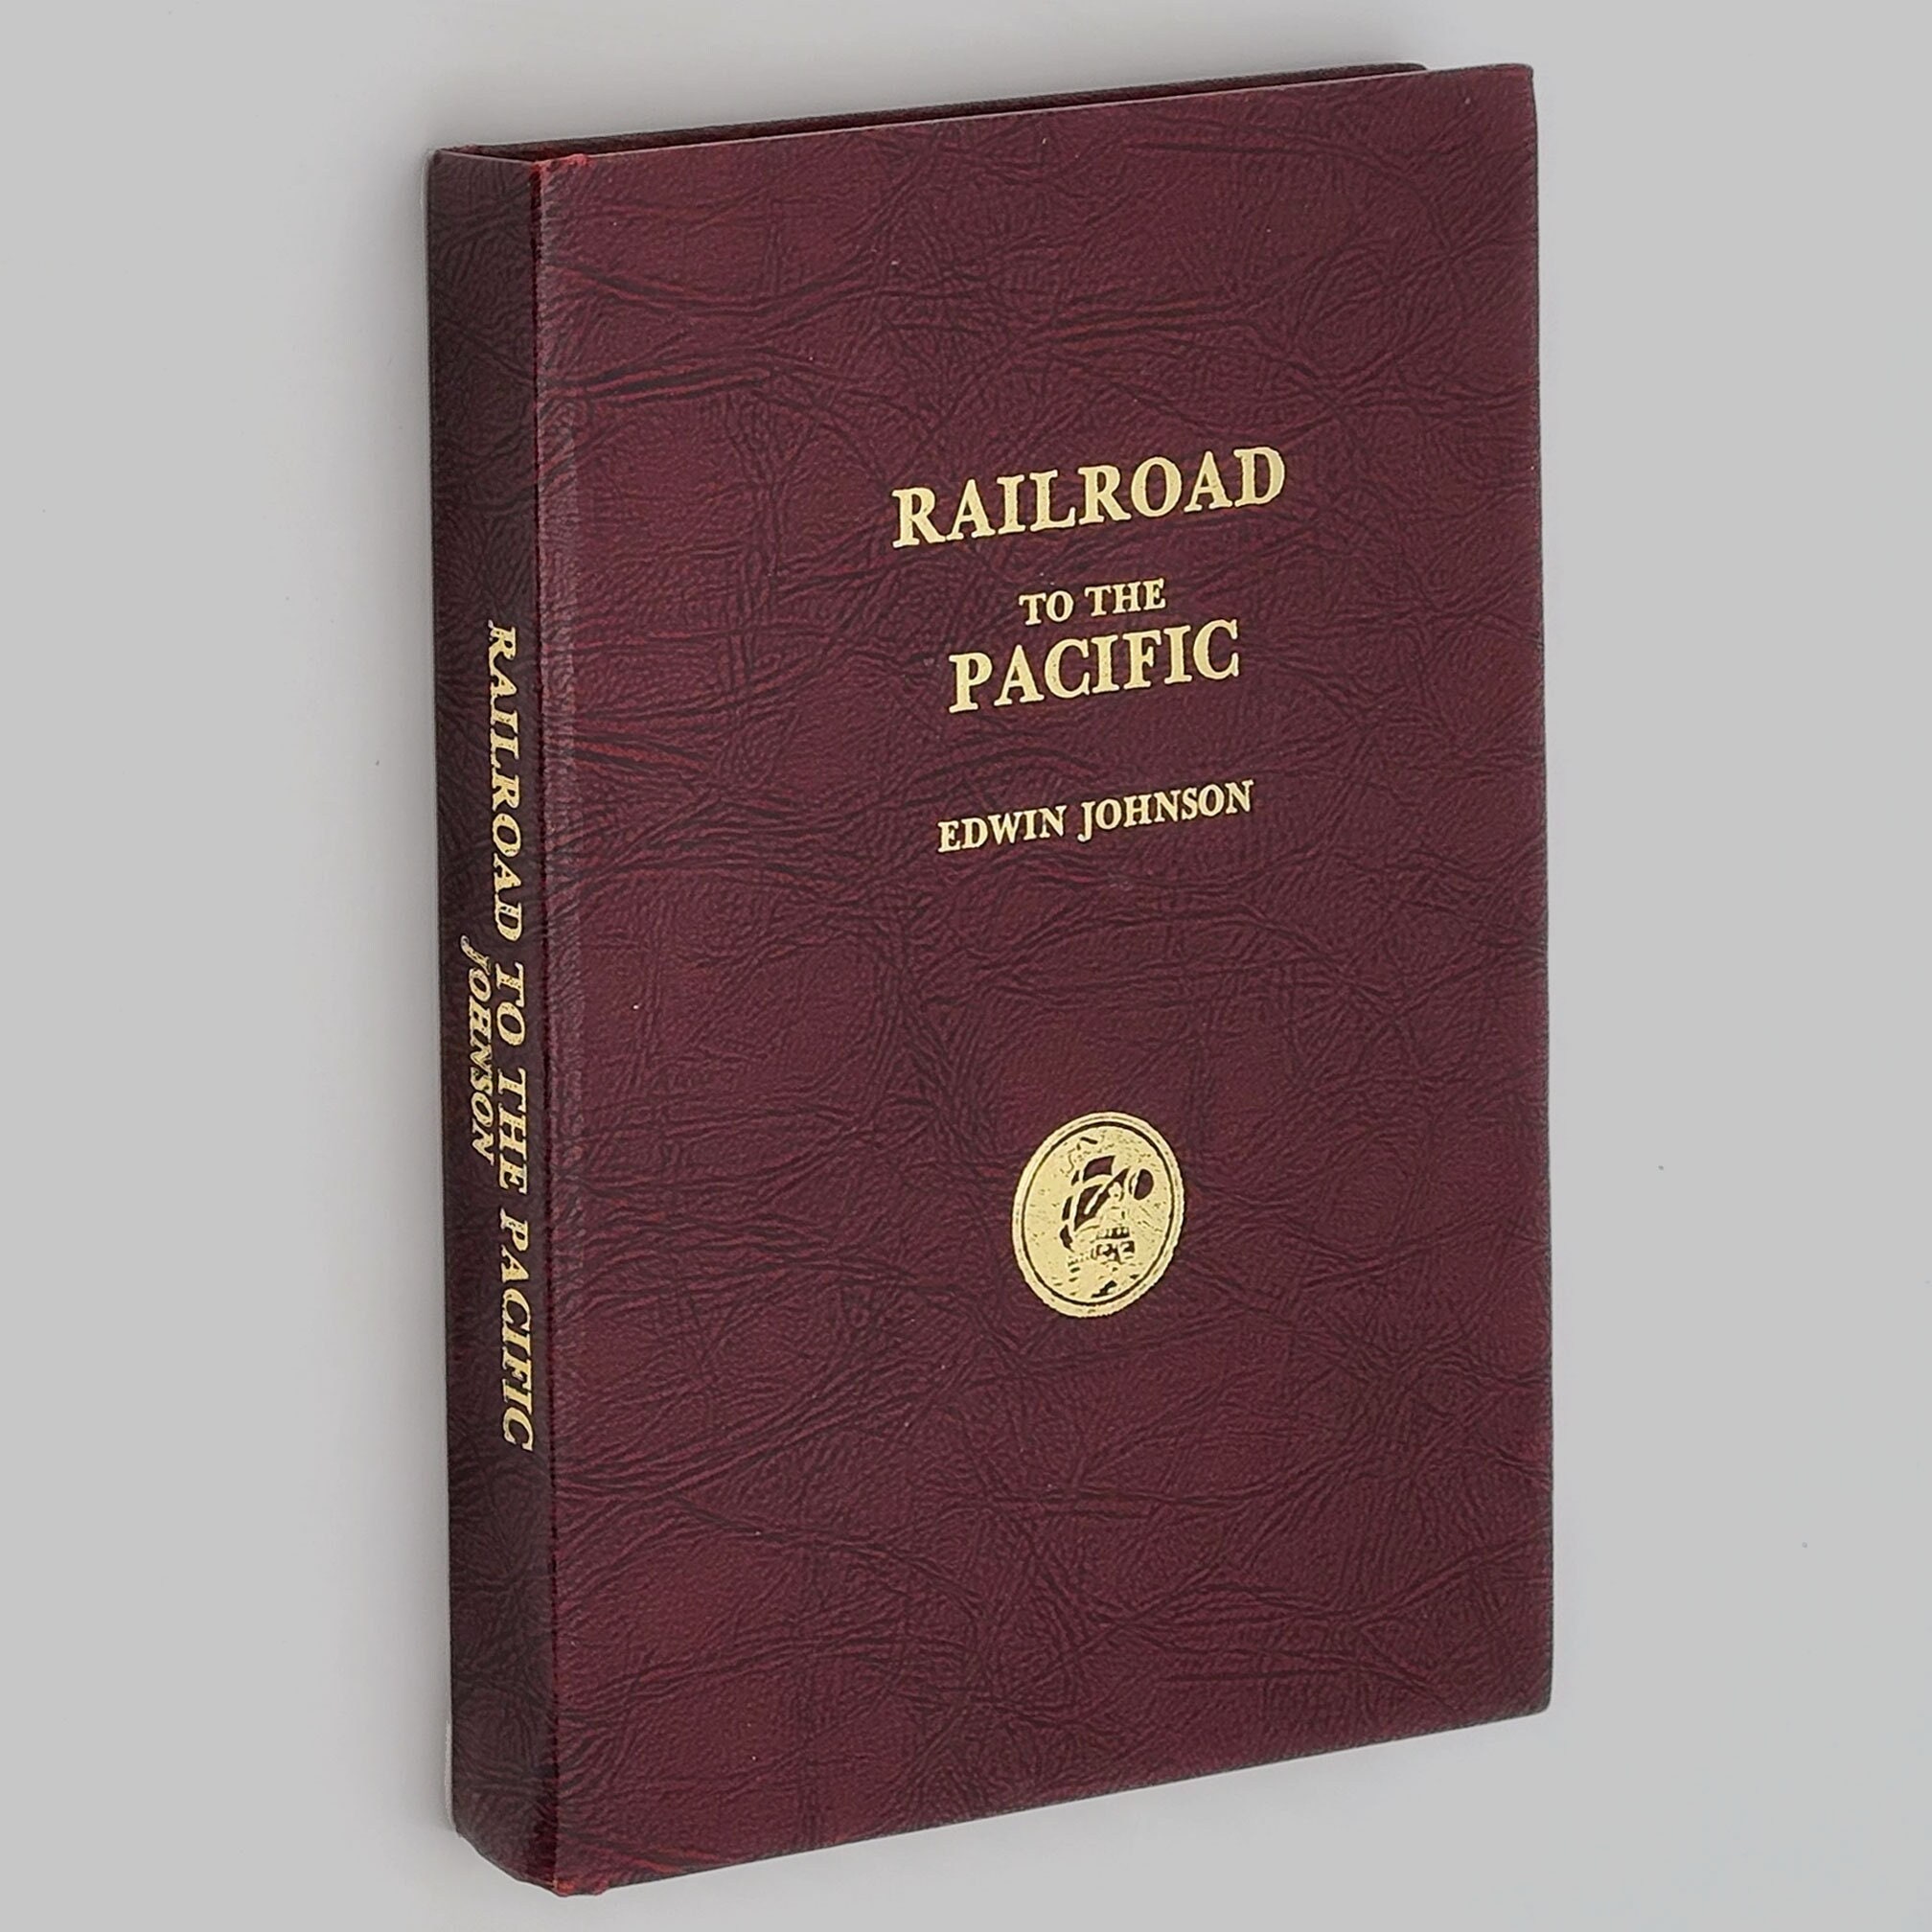 RAILROAD
TO THE
PACIFIC
EDWIN JOHNSON
RAILROAD TO THE PACIFIC
JOHNSON